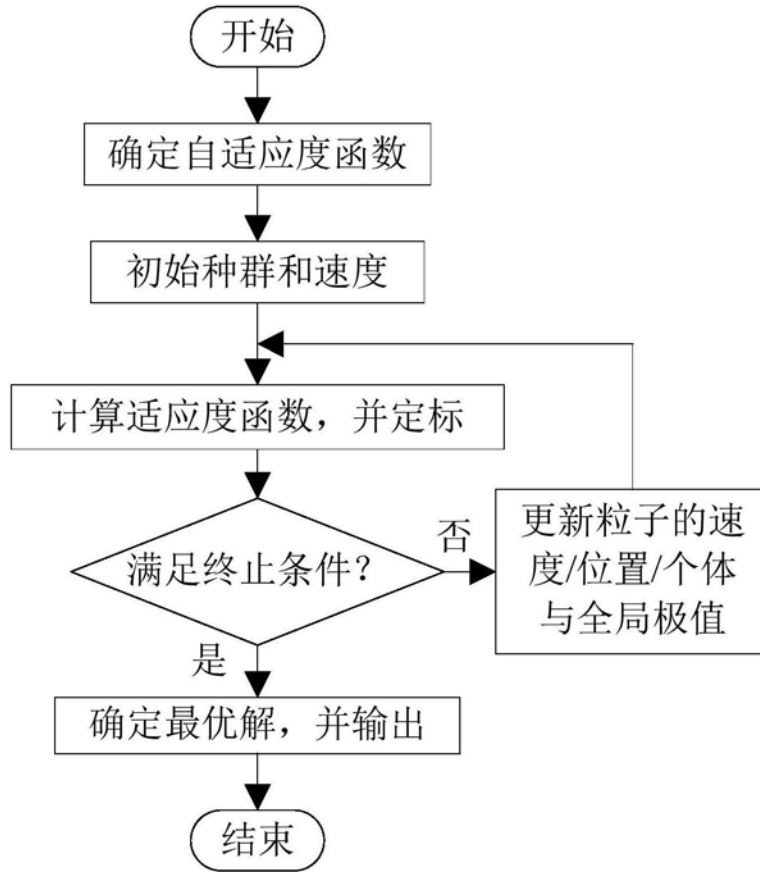 开始
确定自适应度函数
初始种群和速度
计算适应度函数，并定标
满足终止条件？
否
更新粒子的速
度/位置/个体
与全局极值
是
确定最优解，并输出
结束